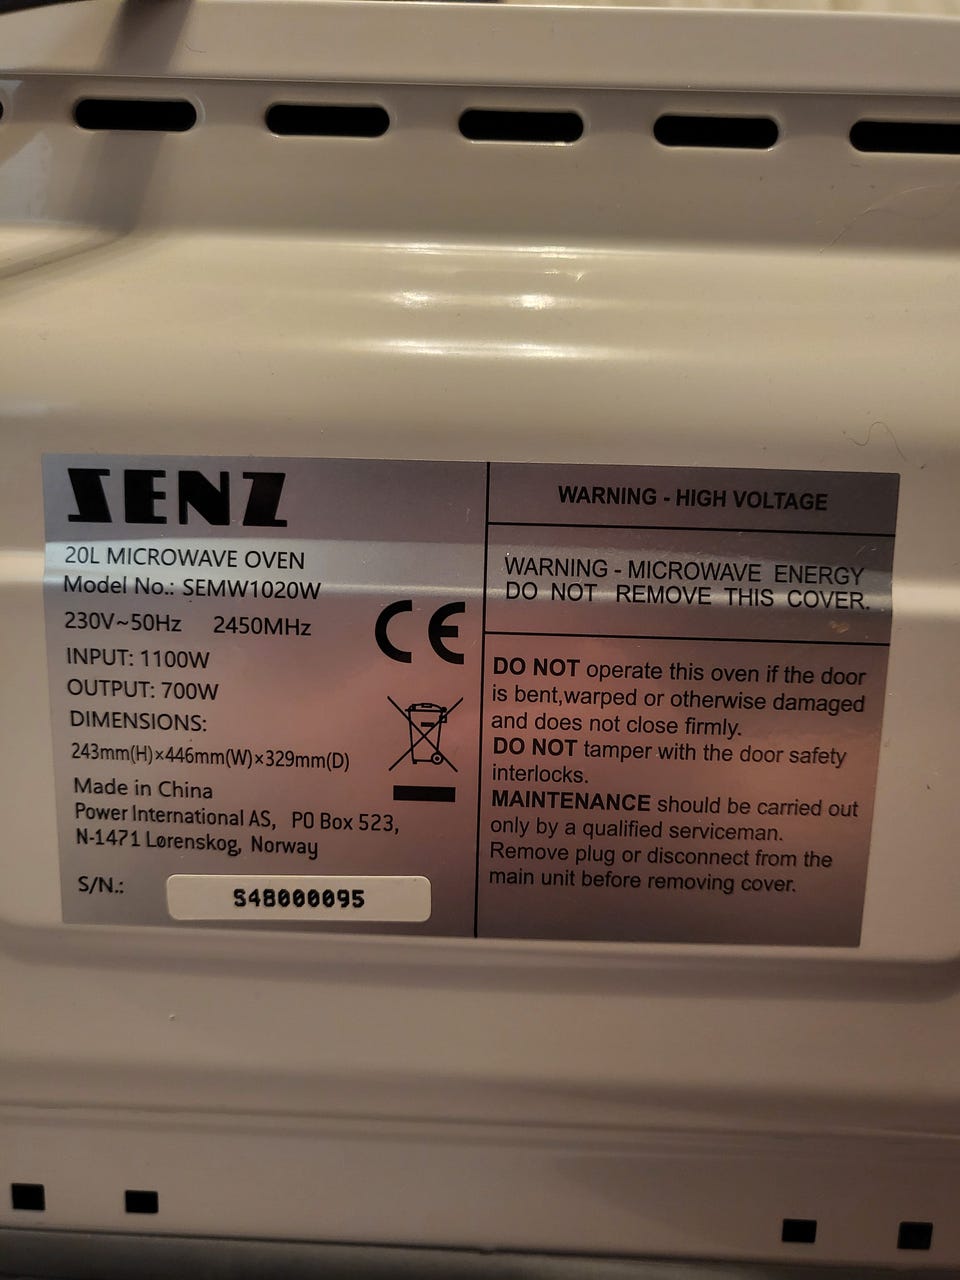 SENZ
20L MICROWAVE OVEN
Model No.: SEMW1020W
230V~50Hz 2450MHz
INPUT: 1100W
OUTPUT: 700W
DIMENSIONS:
243mm(H)×446mm(W)×329mm(D)
Made in China
Power International AS, PO Box 523,
N-1471 Lørenskog, Norway
S/N.: S48000095
CE
WARNING - HIGH VOLTAGE
WARNING - MICROWAVE ENERGY
DO NOT REMOVE THIS COVER.
DO NOT operate this oven if the door
is bent,warped or otherwise damaged
and does not close firmly.
DO NOT tamper with the door safety
interlocks.
MAINTENANCE should be carried out
only by a qualified serviceman.
Remove plug or disconnect from the
main unit before removing cover.